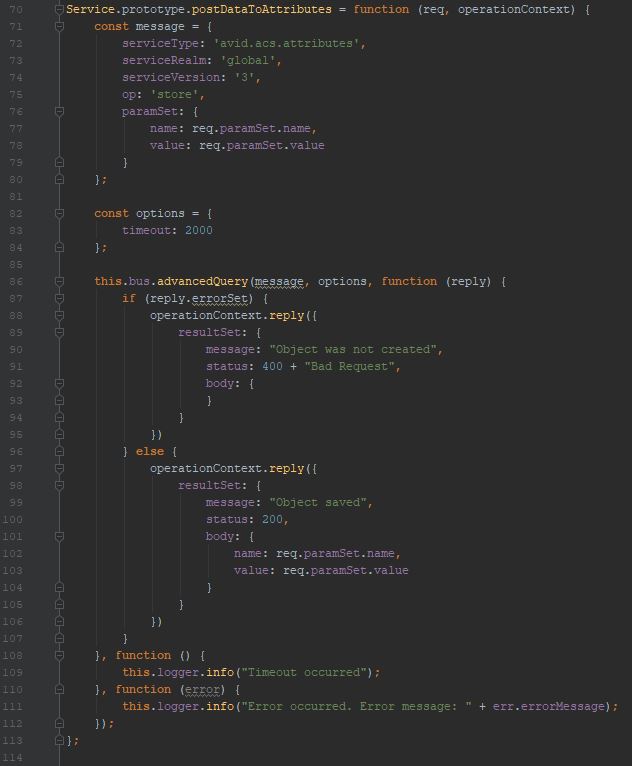 70 Service.prototype.postDataToAttributes = function (req, operationContext) {
71     const message = {
72         serviceType: 'avid.acs.attributes',
73         serviceRealm: 'global',
74         serviceVersion: '3',
75         op: 'store',
76         paramSet: {
77             name: req.paramSet.name,
78             value: req.paramSet.value
79         }
80     };
81
82     const options = {
83         timeout: 2000
84     };
85
86     this.bus.advancedQuery(message, options, function (reply) {
87         if (reply.errorSet) {
88             operationContext.reply({
89                 resultSet: {
90                     message: "Object was not created",
91                     status: 400 + "Bad Request",
92                     body: {
93                     }
94                 }
95             })
96         } else {
97             operationContext.reply({
98                 resultSet: {
99                     message: "Object saved",
100                     status: 200,
101                     body: {
102                         name: req.paramSet.name,
103                         value: req.paramSet.value
104                     }
105                 }
106             })
107         }
108     }, function () {
109         this.logger.info("Timeout occurred");
110     }, function (error) {
111         this.logger.info("Error occurred. Error message: " + err.errorMessage);
112     });
113 };
114